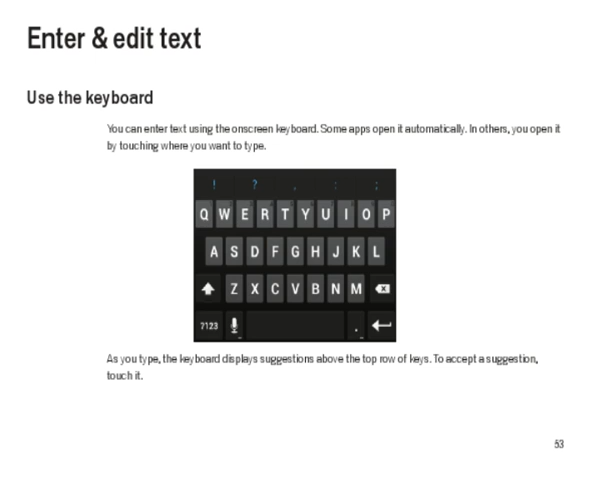 Enter & edit text
Use the keyboard
You can enter text using the onscreen keyboard. Some apps open it automatically. In others, you open it
by touching where you want to type.
! ? , : ;
Q W E R T Y U I O P
A S D F G H J K L
Z X C V B N M
?123 .
As you type, the keyboard displays suggestions above the top row of keys. To accept a suggestion,
touch it.
53